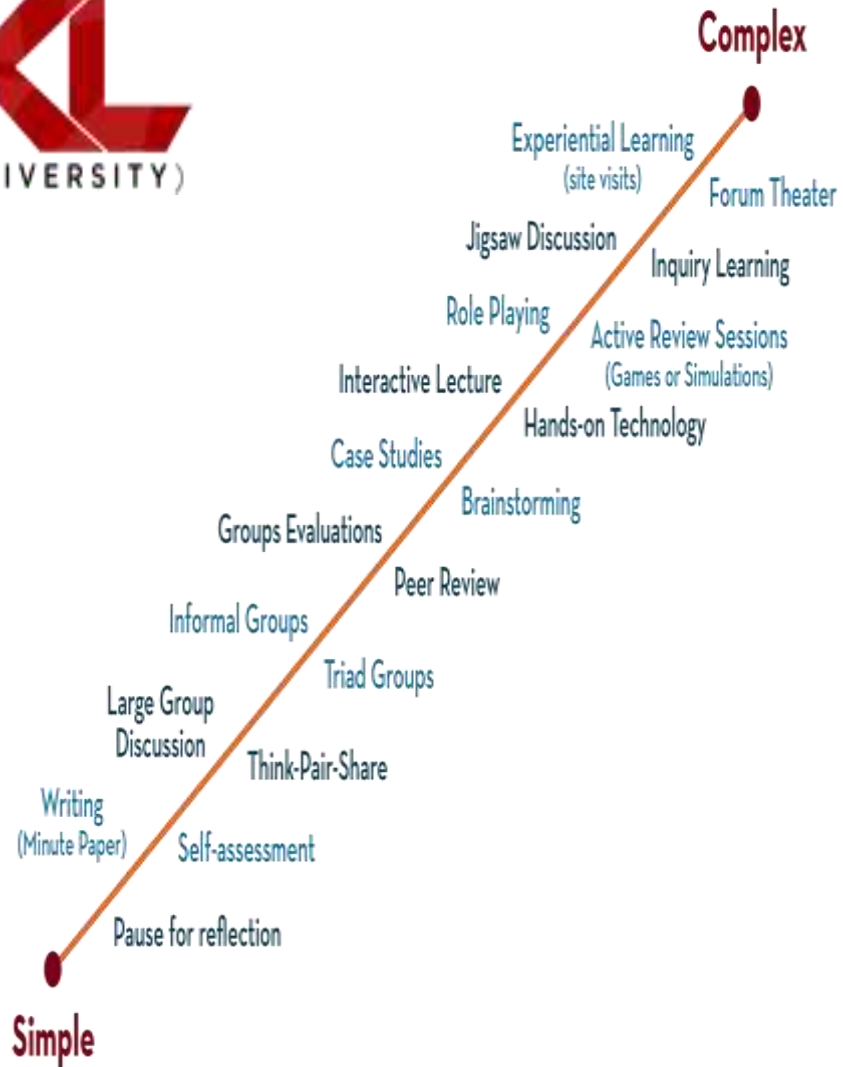 KL
IVERSITY)
Complex
Experiential Learning
(site visits)
Forum Theater
Jigsaw Discussion
Inquiry Learning
Role Playing
Active Review Sessions
(Games or Simulations)
Interactive Lecture
Hands-on Technology
Case Studies
Brainstorming
Groups Evaluations
Peer Review
Informal Groups
Triad Groups
Large Group
Discussion
Think-Pair-Share
Writing
(Minute Paper)
Self-assessment
Pause for reflection
Simple